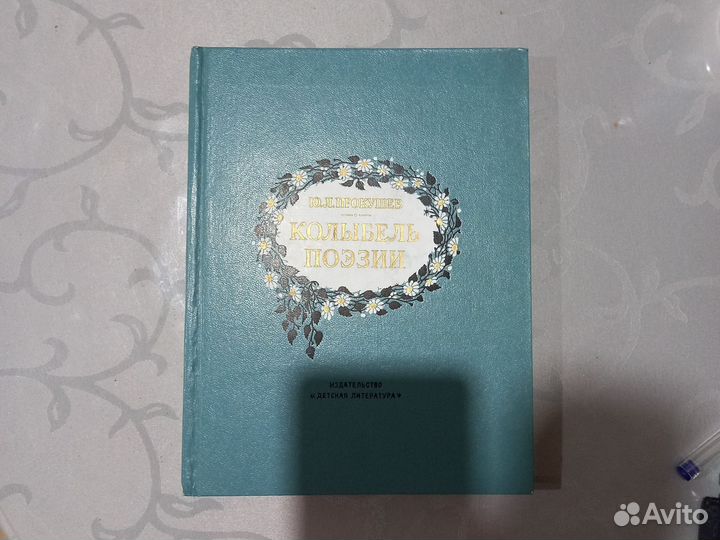 Ю.Л.ПРОКУШЕВ
КОЛЫБЕЛЬ
ПОЭЗИИ
ИЗДАТЕЛЬСТВО
«ДЕТСКАЯ ЛИТЕРАТУРА»
Avito